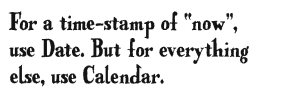 For a time-stamp of "now",
use Date. But for everything
else, use Calendar.